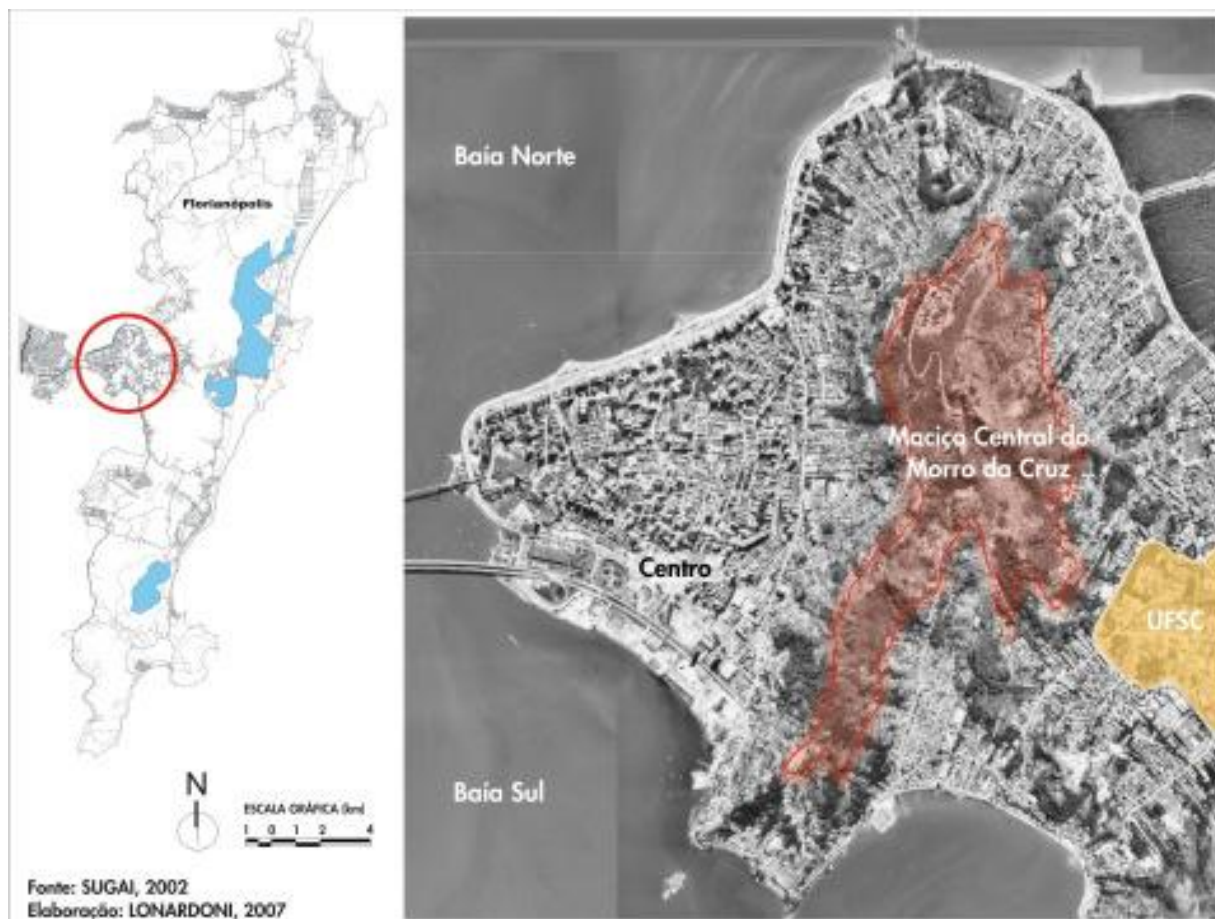 Florianópolis
N
ESCALA GRÁFICA (km)
1 0 1 2 4
Fonte: SUGAI, 2002
Elaboração: LONARDONI, 2007
Baía Norte
Maciço Central do
Morro da Cruz
Centro
UFSC
Baía Sul